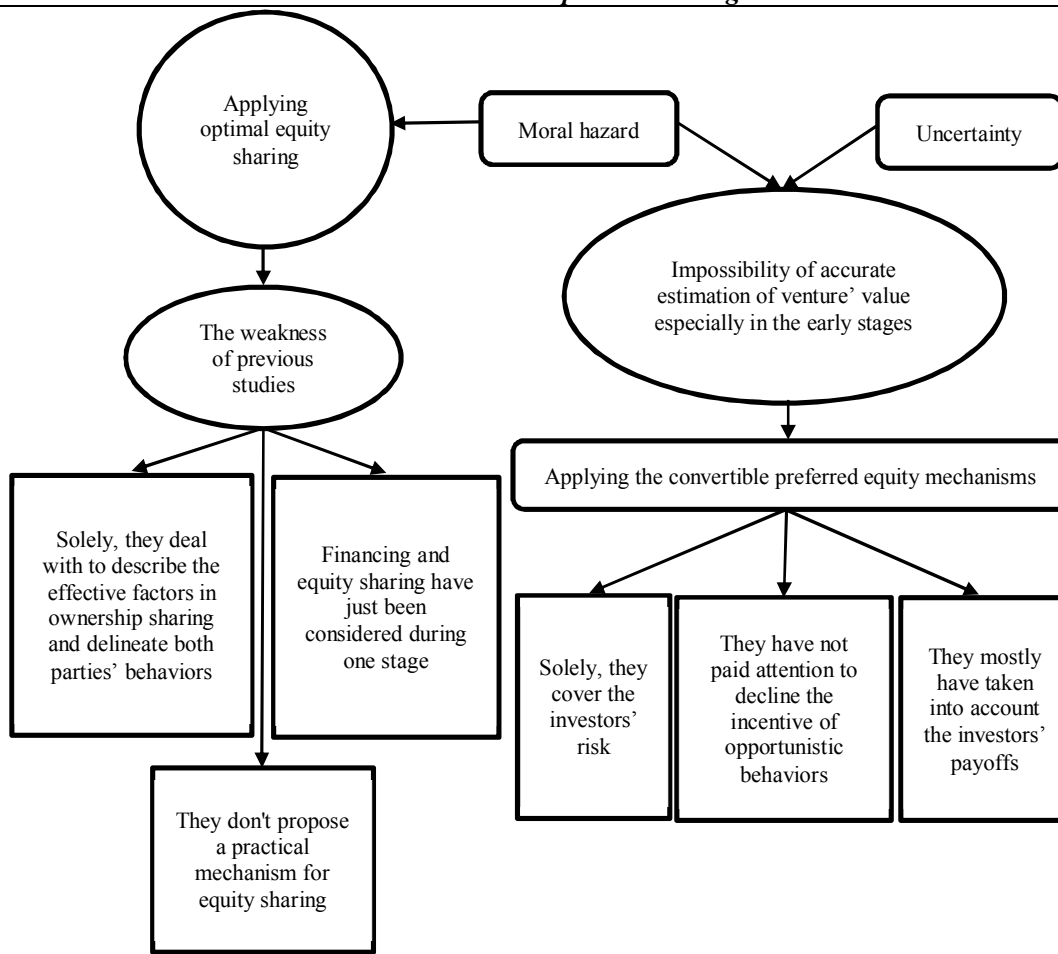 Applying
optimal equity
sharing
Moral hazard
Uncertainty
Impossibility of accurate
estimation of venture’ value
especially in the early stages
The weakness
of previous
studies
Applying the convertible preferred equity mechanisms
Solely, they deal
with to describe the
effective factors in
ownership sharing
and delineate both
parties’ behaviors
Financing and
equity sharing have
just been
considered during
one stage
Solely, they
cover the
investors’
risk
They have not
paid attention to
decline the
incentive of
opportunistic
behaviors
They mostly
have taken
into account
the investors’
payoffs
They don't propose
a practical
mechanism for
equity sharing